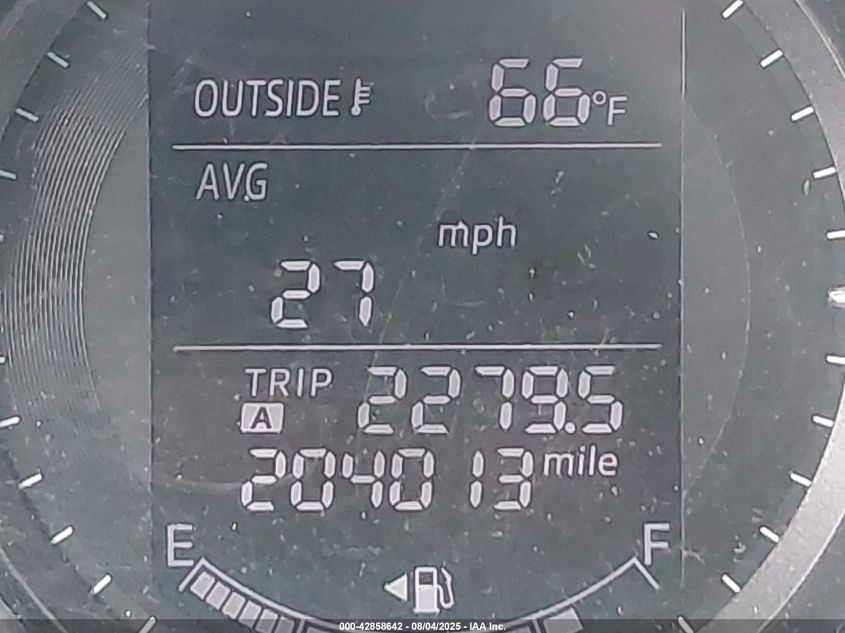 OUTSIDE 66°F
AVG
mph
27
TRIP A 2279.5
204013 mile
E F
000-42858642 - 08/04/2025 - IAA Inc.